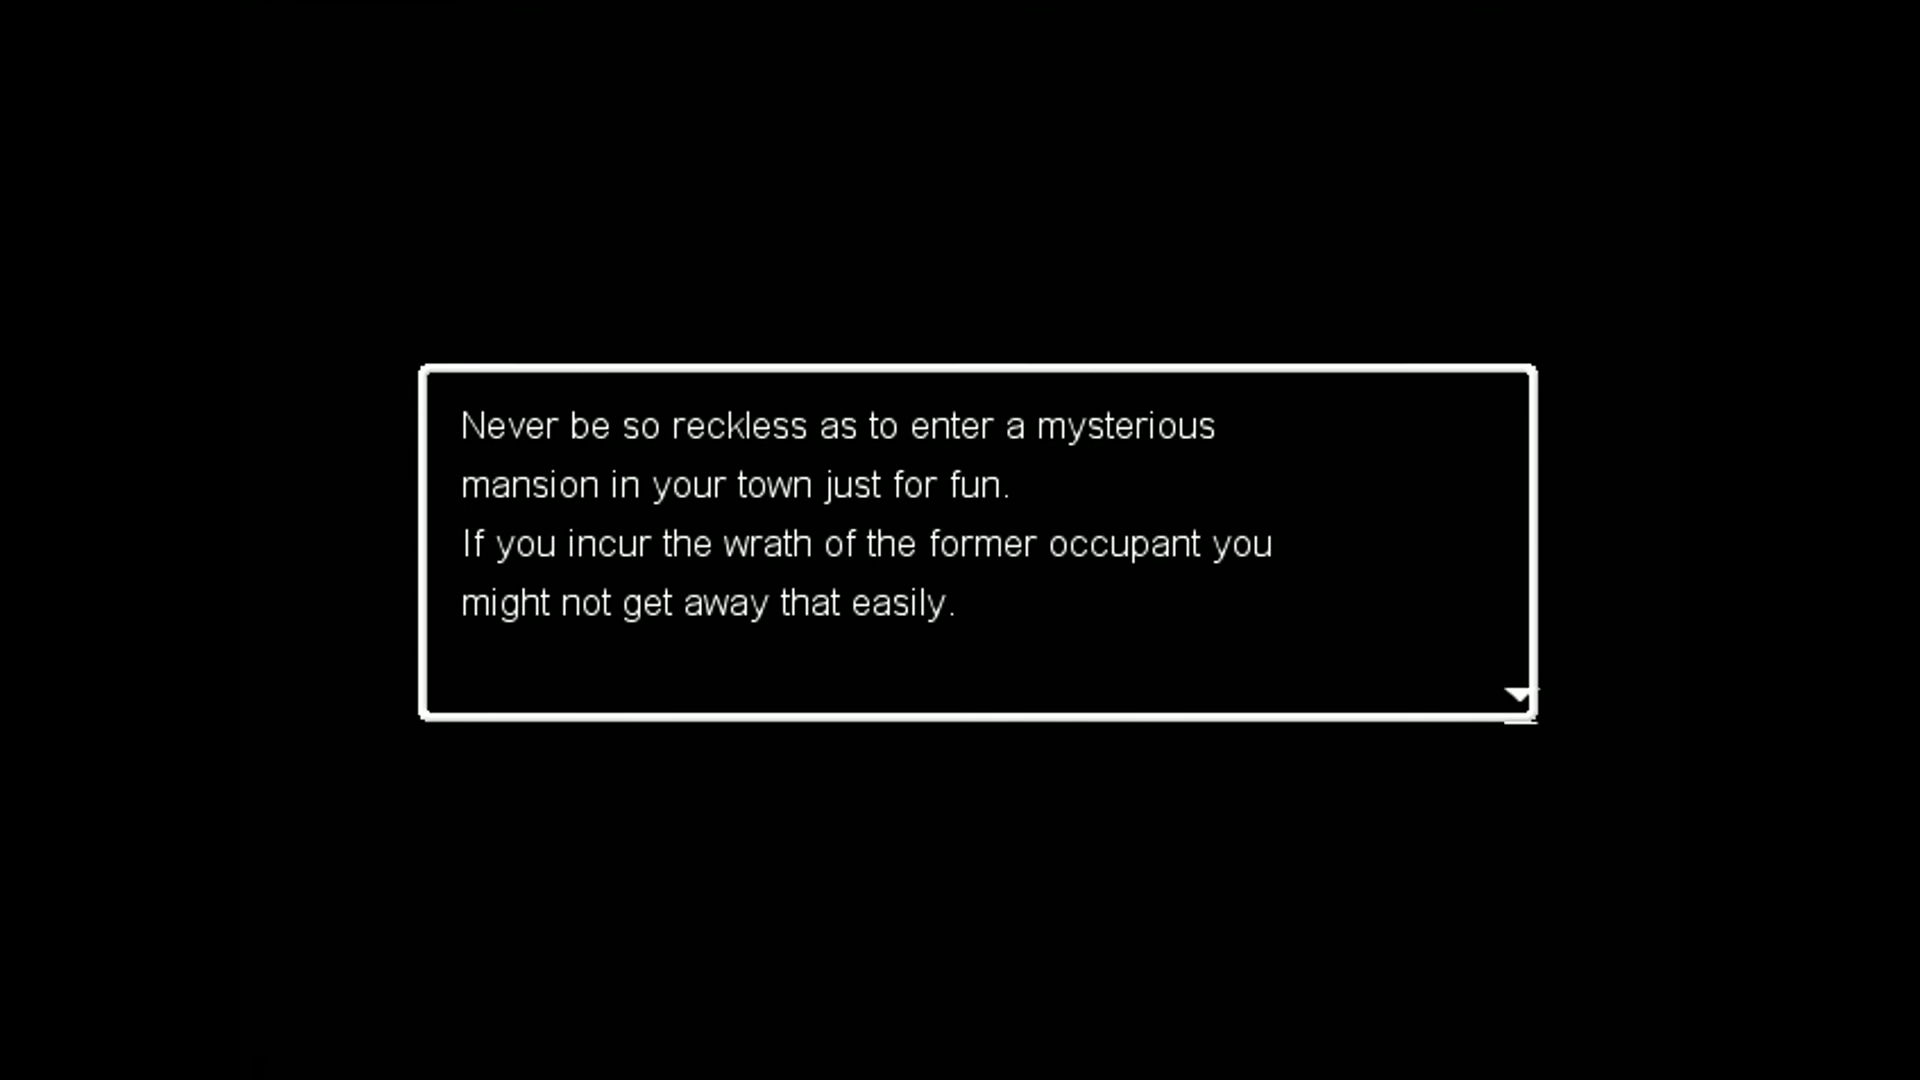 Never be so reckless as to enter a mysterious
mansion in your town just for fun.
If you incur the wrath of the former occupant you
might not get away that easily.